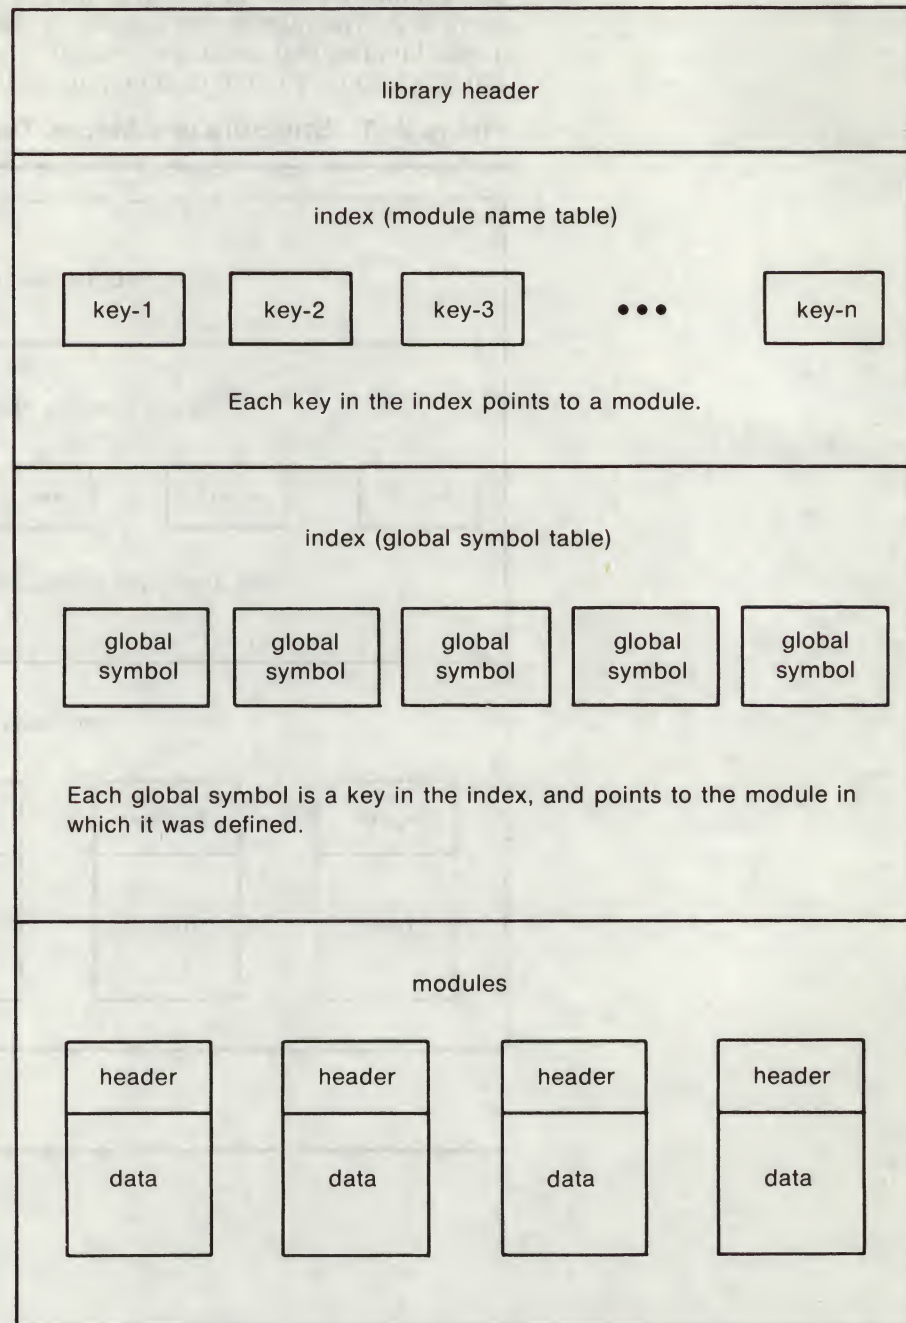 library header
index (module name table)
key-1 key-2 key-3 ••• key-n
Each key in the index points to a module.
index (global symbol table)
global global global global global
symbol symbol symbol symbol symbol
Each global symbol is a key in the index, and points to the module in
which it was defined.
modules
header header header header
data data data data